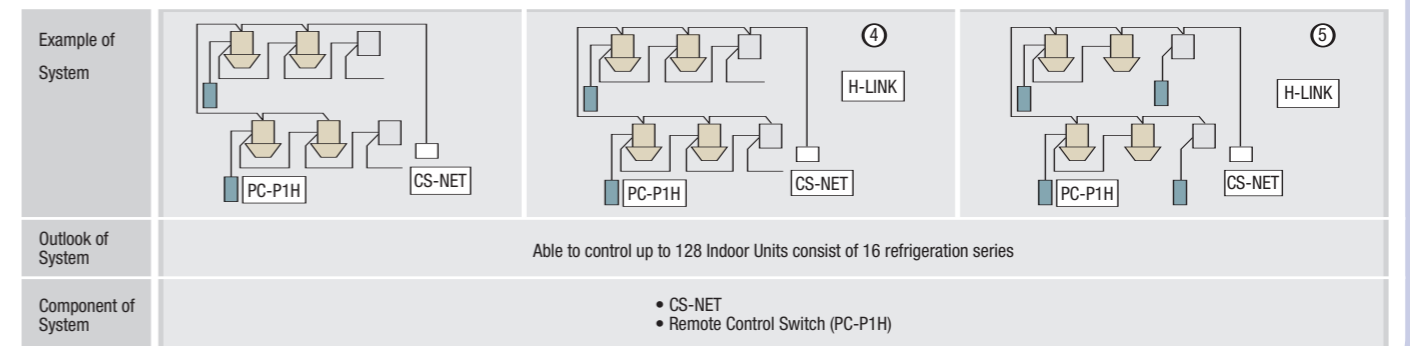 Example of
System
PC-P1H
CS-NET
④
H-LINK
PC-P1H
CS-NET
⑤
H-LINK
PC-P1H
CS-NET
Outlook of
System
Able to control up to 128 Indoor Units consist of 16 refrigeration series
Component of
System
• CS-NET
• Remote Control Switch (PC-P1H)